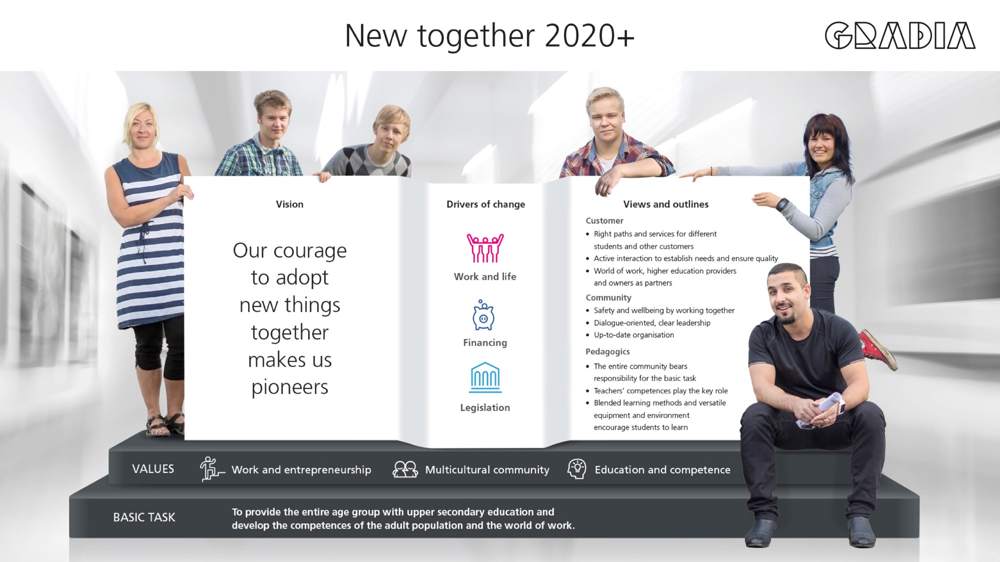 New together 2020+
GRADIA
Vision
Our courage
to adopt
new things
together
makes us
pioneers
Drivers of change
Work and life
Financing
Legislation
Views and outlines
Customer
• Right paths and services for different
students and other customers
• Active interaction to establish needs and ensure quality
• World of work, higher education providers
and owners as partners
Community
• Safety and wellbeing by working together
• Dialogue-oriented, clear leadership
• Up-to-date organisation
Pedagogics
• The entire community bears
responsibility for the basic task
• Teachers’ competences play the key role
• Blended learning methods and versatile
equipment and environment
encourage students to learn
VALUES
Work and entrepreneurship
Multicultural community
Education and competence
BASIC TASK
To provide the entire age group with upper secondary education and
develop the competences of the adult population and the world of work.